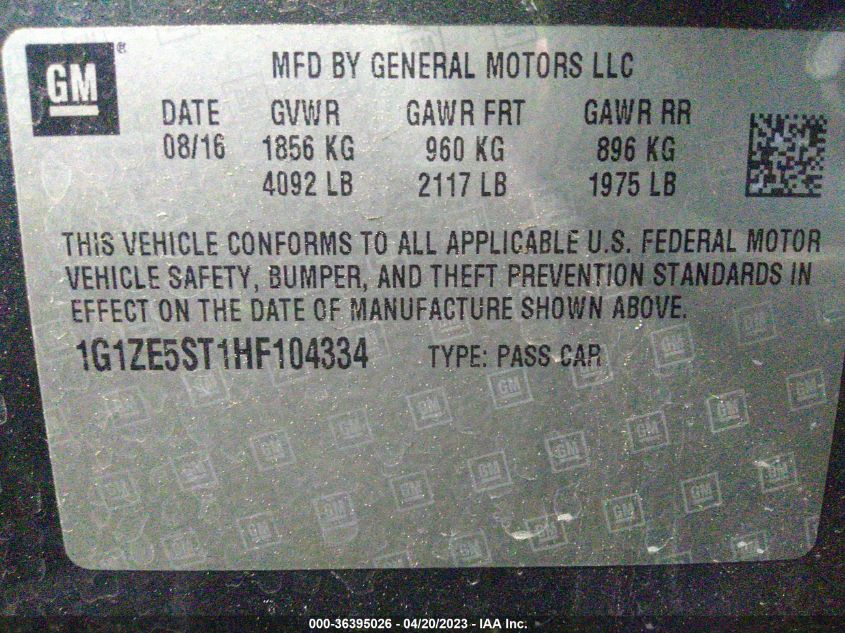 GM ®
MFD BY GENERAL MOTORS LLC
DATE GVWR GAWR FRT GAWR RR
08/16 1856 KG 960 KG 896 KG
4092 LB 2117 LB 1975 LB
THIS VEHICLE CONFORMS TO ALL APPLICABLE U.S. FEDERAL MOTOR
VEHICLE SAFETY, BUMPER, AND THEFT PREVENTION STANDARDS IN
EFFECT ON THE DATE OF MANUFACTURE SHOWN ABOVE.
1G1ZE5ST1HF104334 TYPE: PASS CAR
000-36395026 - 04/20/2023 - IAA Inc.